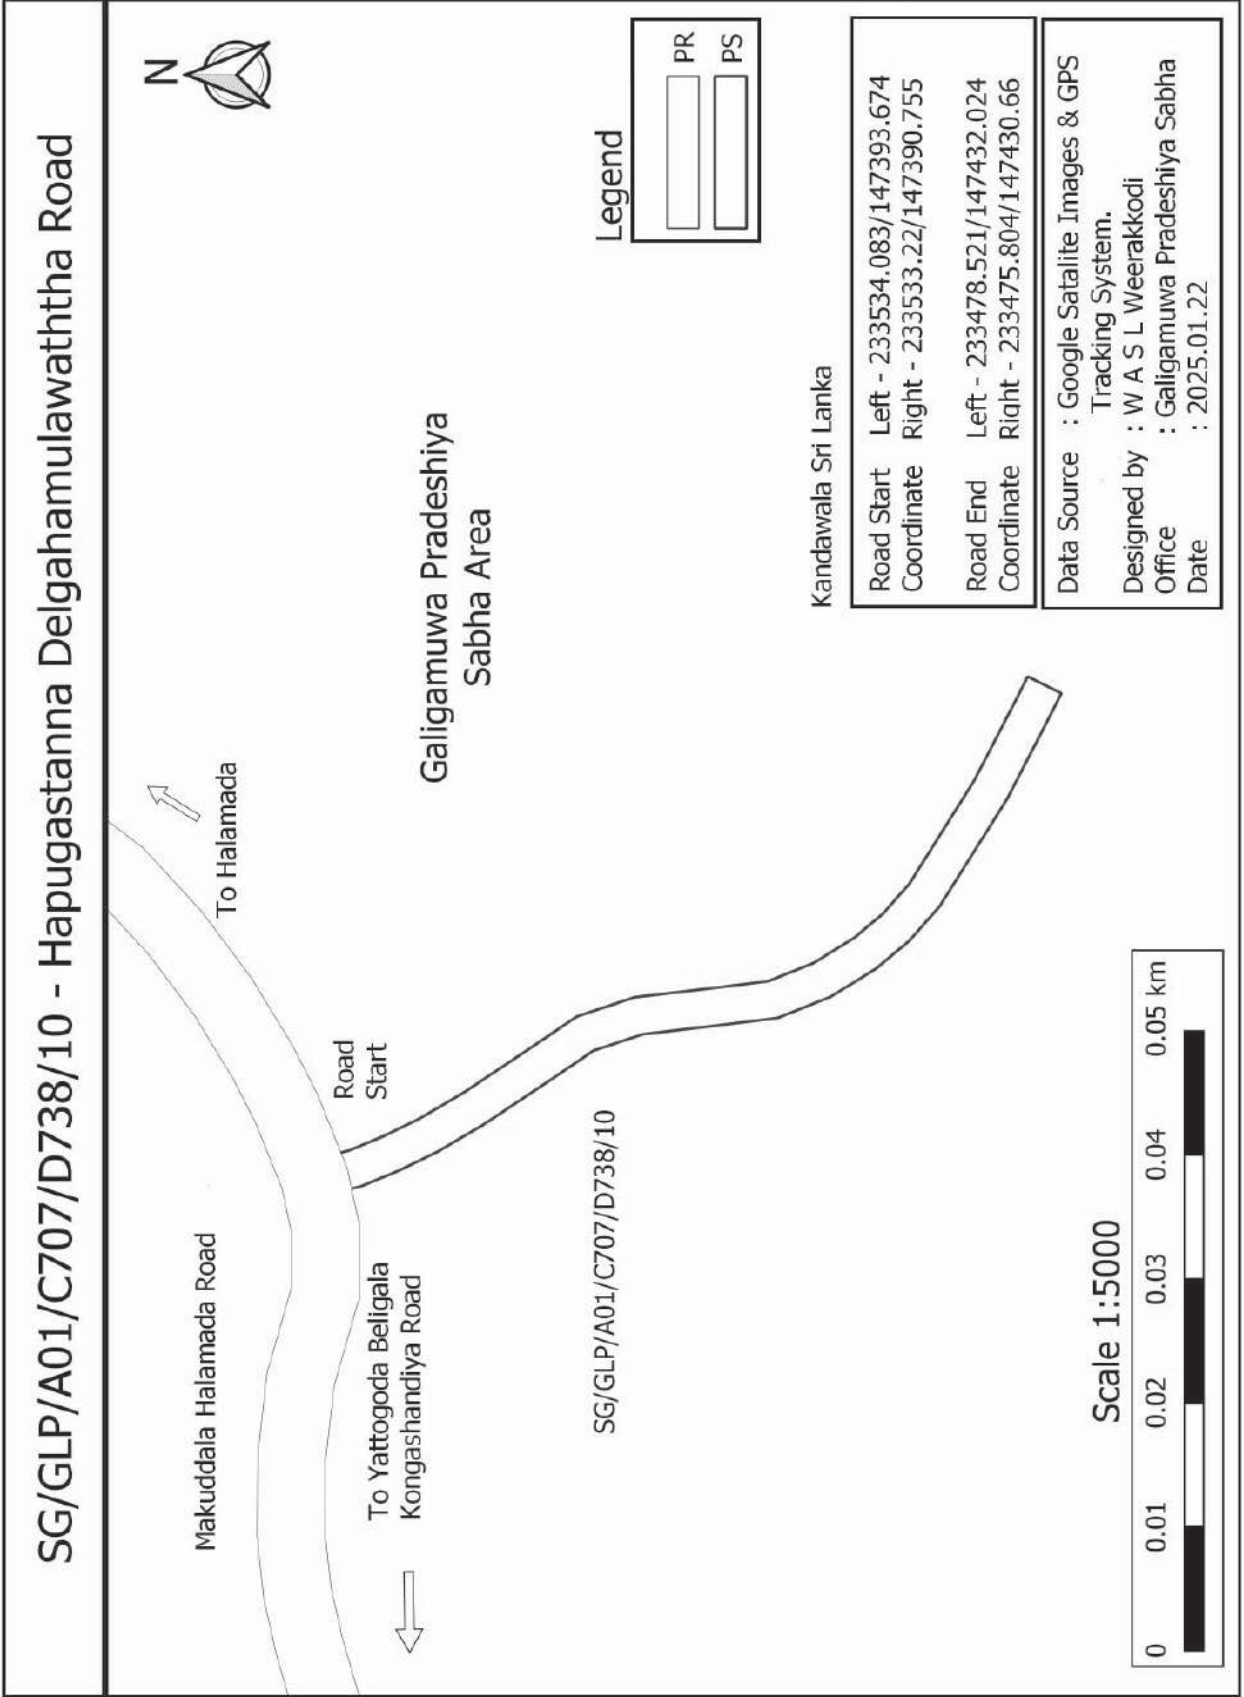 SG/GLP/A01/C707/D738/10 - Hapugastanna Delgahamulawaththa Road
N
Makuddala Halamada Road
To Halamada
Road
Start
To Yattogoda Beligala
Kongashandiya Road
Galigamuwa Pradeshiya
Sabha Area
SG/GLP/A01/C707/D738/10
Legend
PR
PS
Kandawala Sri Lanka
Road Start Left - 233534.083/147393.674
Coordinate Right - 233533.22/147390.755
Road End Left - 233478.521/147432.024
Coordinate Right - 233475.804/147430.66
Data Source : Google Satalite Images & GPS
Tracking System.
Designed by : W A S L Weerakkodi
Office : Galigamuwa Pradeshiya Sabha
Date : 2025.01.22
Scale 1:5000
0 0.01 0.02 0.03 0.04 0.05 km